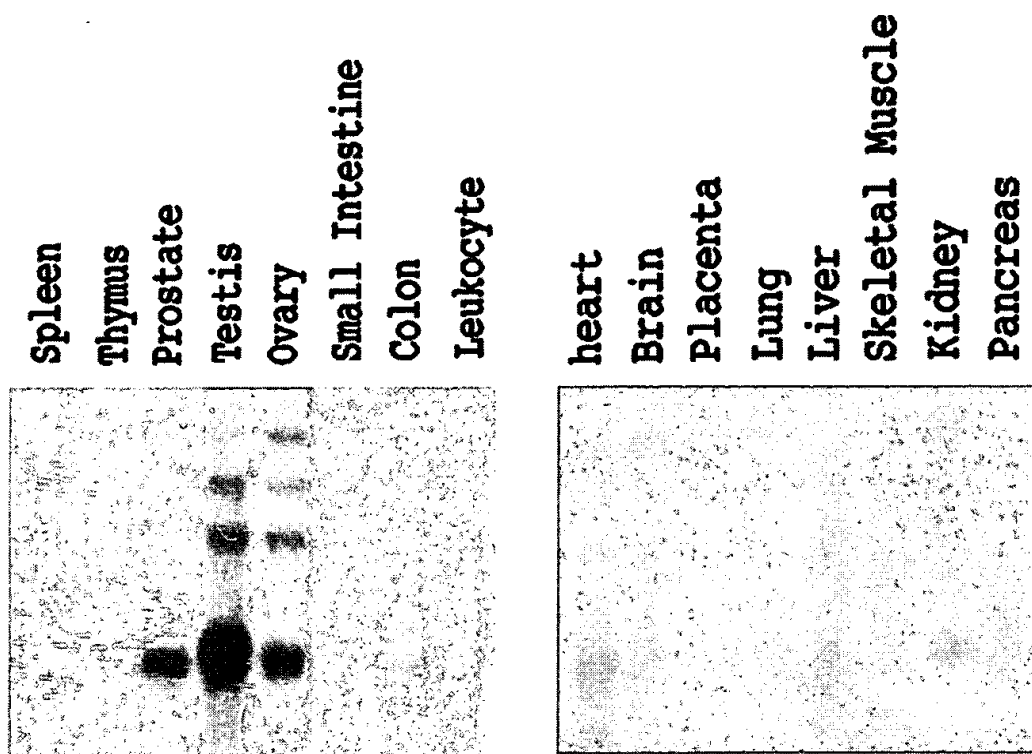 Spleen
Thymus
Prostate
Testis
Ovary
Small Intestine
Colon
Leukocyte
heart
Brain
Placenta
Lung
Liver
Skeletal Muscle
Kidney
Pancreas